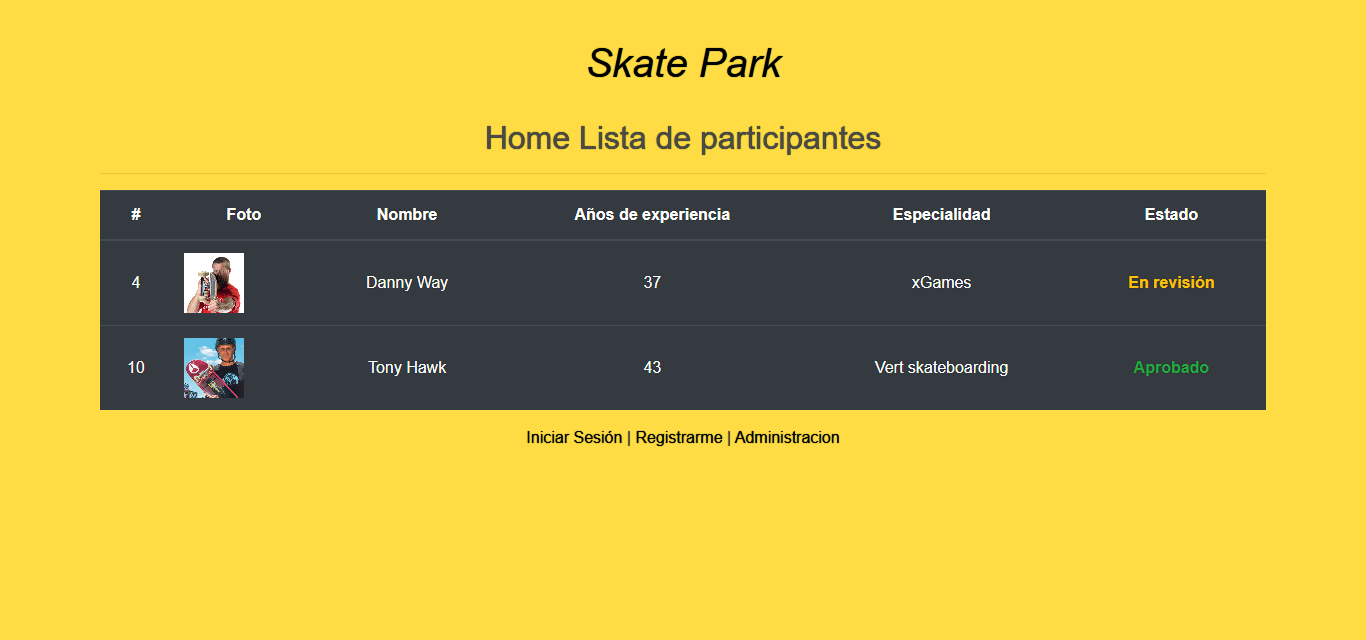 Skate Park
Home Lista de participantes
# Foto Nombre Años de experiencia Especialidad Estado
4 Danny Way 37 xGames En revisión
10 Tony Hawk 43 Vert skateboarding Aprobado
Iniciar Sesión | Registrarme | Administracion